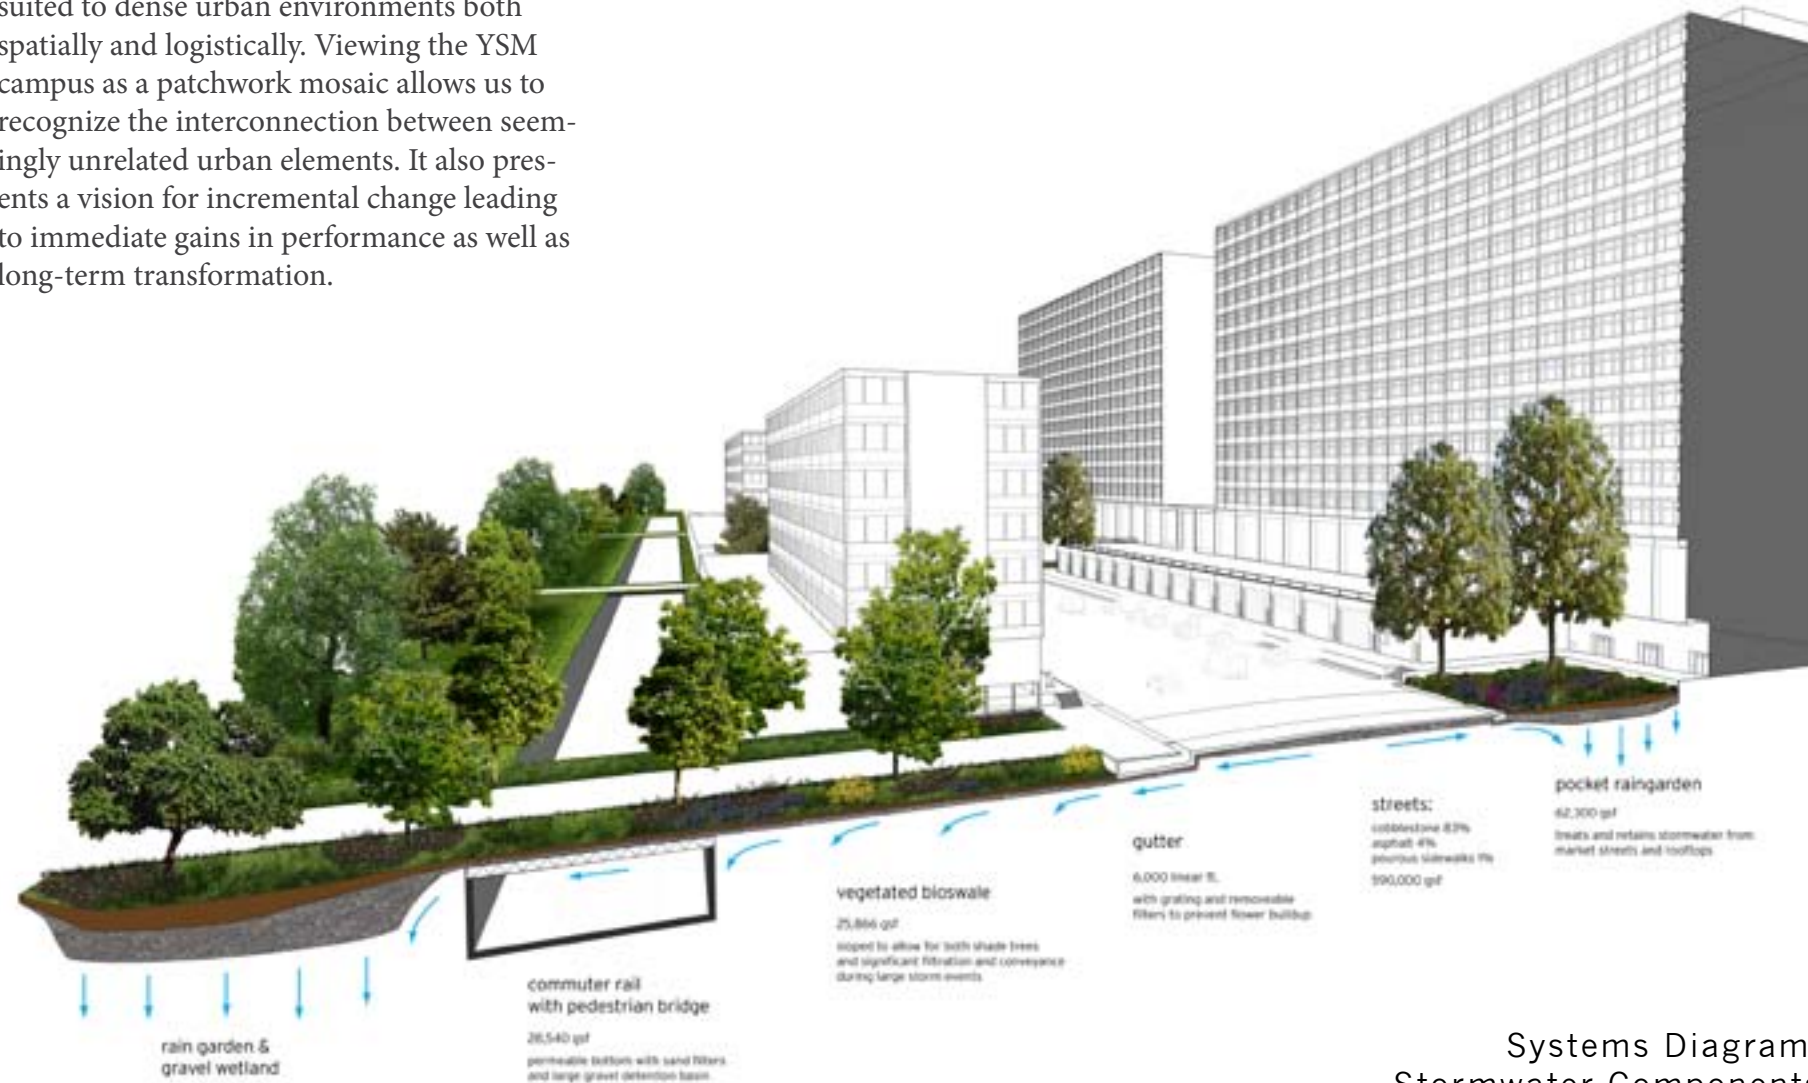 suited to dense urban environments both
spatially and logistically. Viewing the YSM
campus as a patchwork mosaic allows us to
recognize the interconnection between seem-
ingly unrelated urban elements. It also pres-
ents a vision for incremental change leading
to immediate gains in performance as well as
long-term transformation.
pocket raingarden
62,300 gsf
treats and retains stormwater from
market streets and rooftops
streets:
cobblestone 83%
asphalt 4%
pourous sidewalks 1%
590,000 gsf
gutter
6,000 linear ft.
with grating and removeable
filters to prevent flower buildup
vegetated bioswale
25,866 gsf
sloped to allow for both shade trees
and significant filtration and conveyance
during large storm events
commuter rail
with pedestrian bridge
28,540 gsf
permeable bottom with sand filters
and large gravel detention basin
rain garden &
gravel wetland
Systems Diagram
Stormwater Components